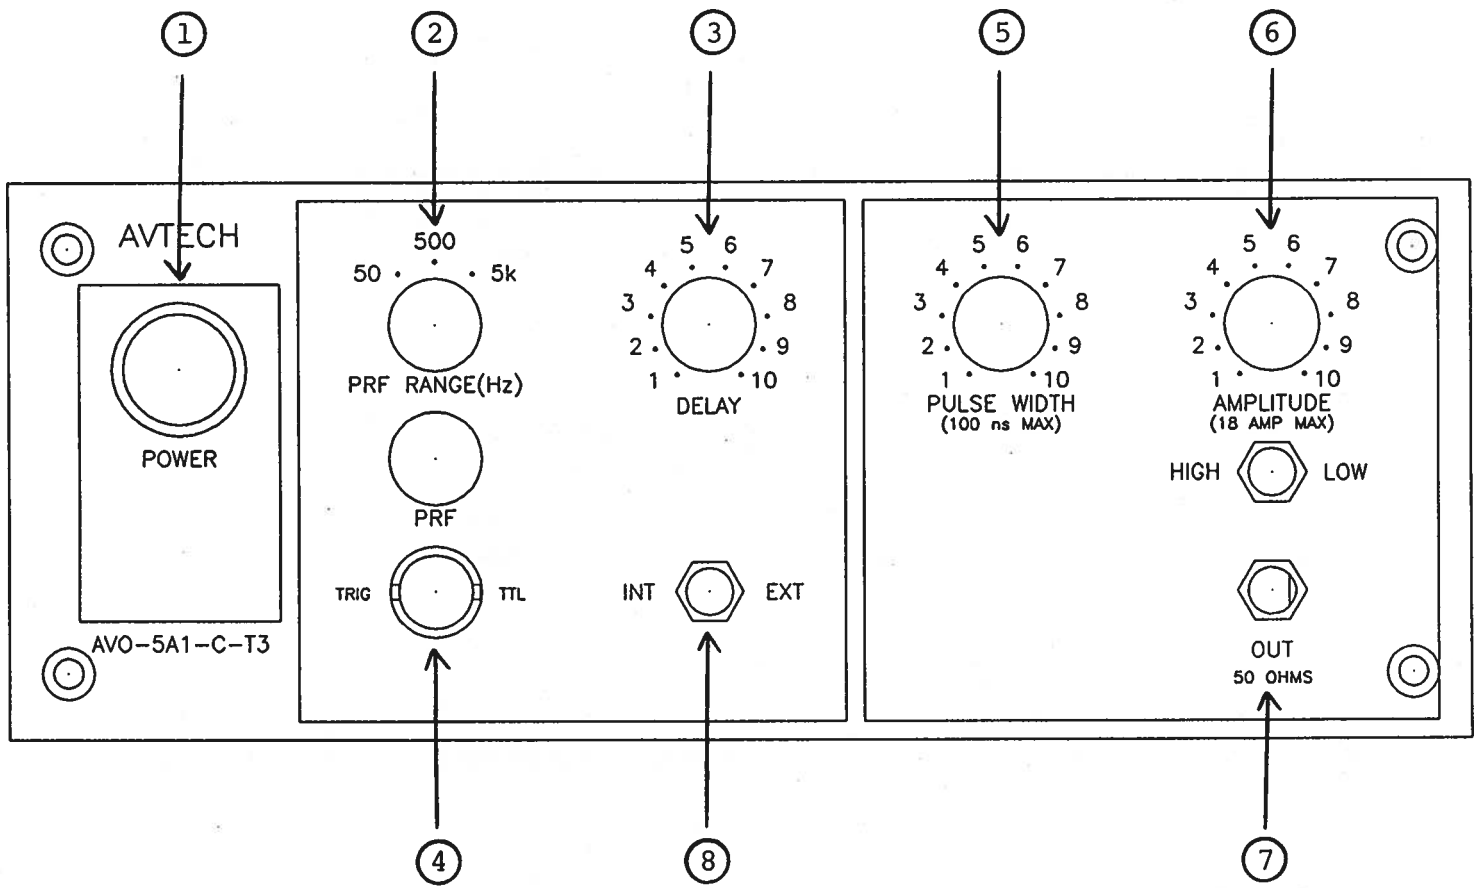 1 2 3 5 6
AVTECH
POWER
AVO-5A1-C-T3
50 500 5k
PRF RANGE(Hz)
PRF
TRIG TTL
1 2 3 4 5 6 7 8 9 10
DELAY
INT EXT
1 2 3 4 5 6 7 8 9 10
PULSE WIDTH
(100 ns MAX)
1 2 3 4 5 6 7 8 9 10
AMPLITUDE
(18 AMP MAX)
HIGH LOW
OUT
50 OHMS
4 8 7